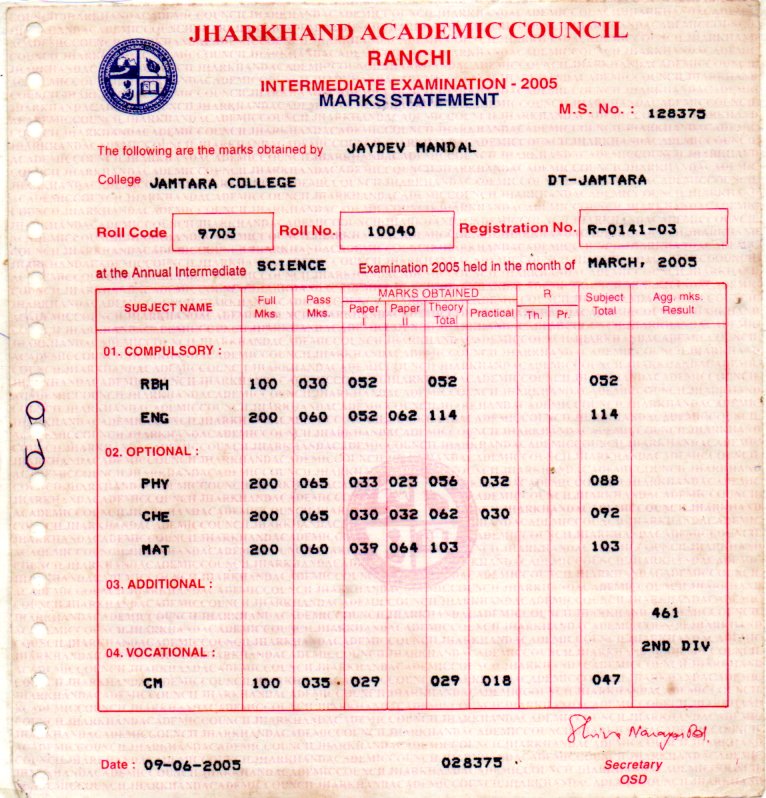 JHARKHAND ACADEMIC COUNCIL
RANCHI
INTERMEDIATE EXAMINATION - 2005
MARKS STATEMENT
M.S. No. : 128375
The following are the marks obtained by JAYDEV MANDAL
College JAMTARA COLLEGE DT-JAMTARA
Roll Code 9703 Roll No. 10040 Registration No. R-0141-03
at the Annual Intermediate SCIENCE Examination 2005 held in the month of MARCH, 2005
SUBJECT NAME Full Mks. Pass Mks. MARKS OBTAINED Paper I Paper II Theory Total Practical R Th. Pr. Subject Total Agg. mks. Result
01. COMPULSORY :
RBH 100 030 052 052 052
ENG 200 060 052 062 114 114
02. OPTIONAL :
PHY 200 065 033 023 056 032 088
CHE 200 065 030 032 062 030 092
MAT 200 060 039 064 103 103
03. ADDITIONAL :
461
04. VOCATIONAL : 2ND DIV
CM 100 035 029 029 018 047
Date : 09-06-2005 028375 Secretary
OSD